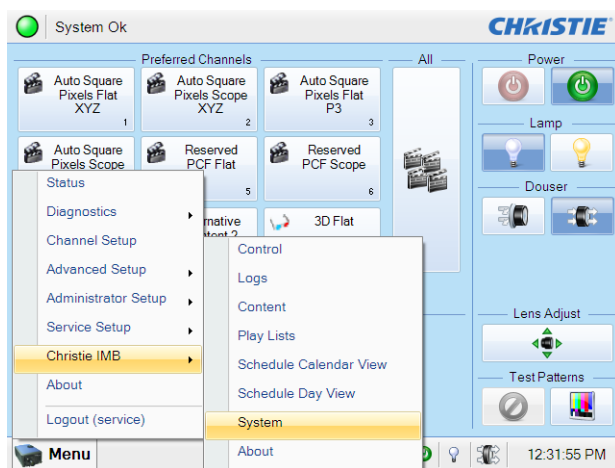 System Ok
CHRISTIE
Preferred Channels
All
Power
Auto Square
Pixels Flat
XYZ
1
Auto Square
Pixels Scope
XYZ
2
Auto Square
Pixels Flat
P3
3
Lamp
Auto Square
Pixels Scope
Reserved
PCF Flat
5
Reserved
PCF Scope
6
Douser
3D Flat
Status
Diagnostics
Channel Setup
Advanced Setup
Administrator Setup
Service Setup
Christie IMB
About
Logout (service)
Control
Logs
Content
Play Lists
Schedule Calendar View
Schedule Day View
System
About
Lens Adjust
Test Patterns
Menu
12:31:55 PM